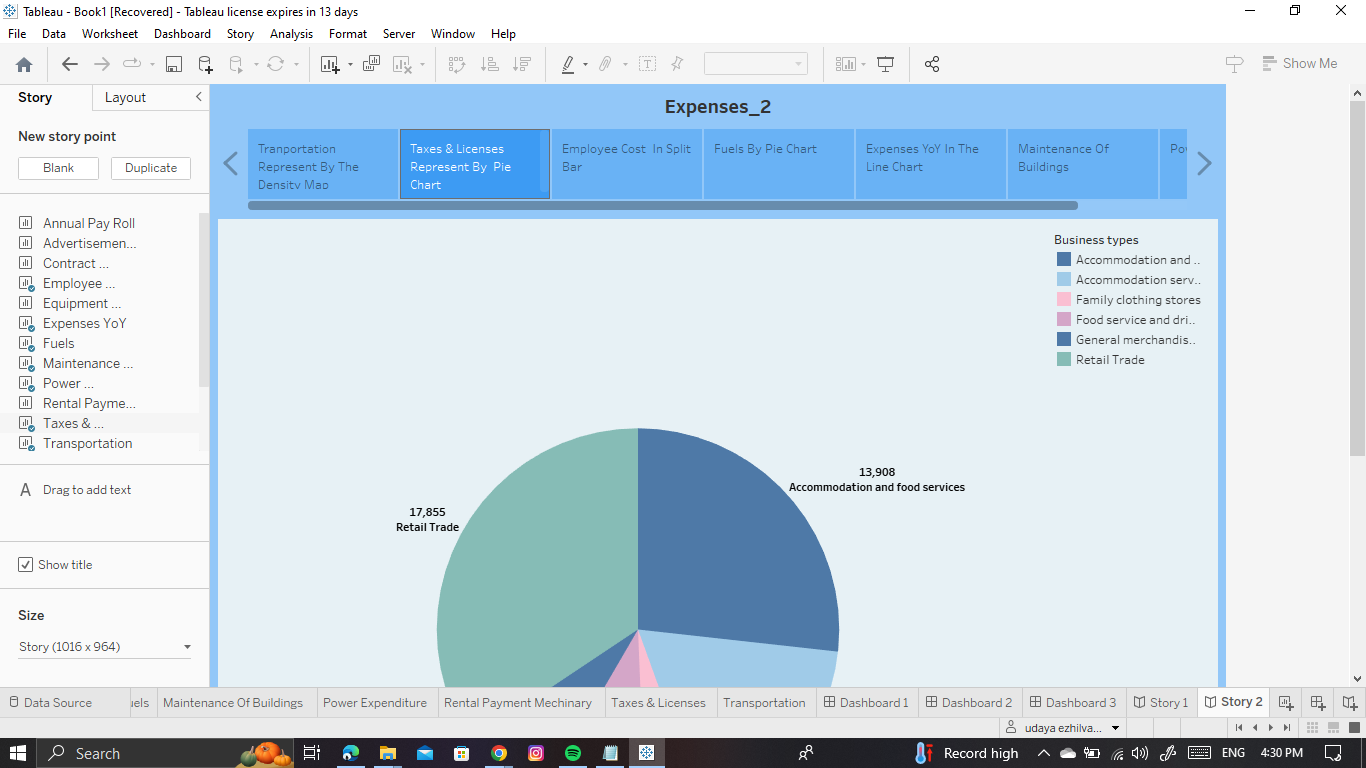 Tableau - Book1 [Recovered] - Tableau license expires in 13 days
File Data Worksheet Dashboard Story Analysis Format Server Window Help
Show Me
Story Layout
New story point
Blank Duplicate
Annual Pay Roll
Advertisemen...
Contract ...
Employee ...
Equipment ...
Expenses YoY
Fuels
Maintenance ...
Power ...
Rental Payme...
Taxes & ...
Transportation
A Drag to add text
Show title
Size
Story (1016 x 964)
Expenses_2
Tranportation
Represent By The
Density Map
Taxes & Licenses
Represent By Pie
Chart
Employee Cost In Split
Bar
Fuels By Pie Chart
Expenses YoY In The
Line Chart
Maintenance Of
Buildings
Business types
Accommodation and ..
Accommodation serv..
Family clothing stores
Food service and dri..
General merchandis..
Retail Trade
13,908
Accommodation and food services
17,855
Retail Trade
Data Source uels Maintenance Of Buildings Power Expenditure Rental Payment Mechinary Taxes & Licenses Transportation Dashboard 1 Dashboard 2 Dashboard 3 Story 1 Story 2
udaya ezhilva...
Search Record high ENG 4:30 PM